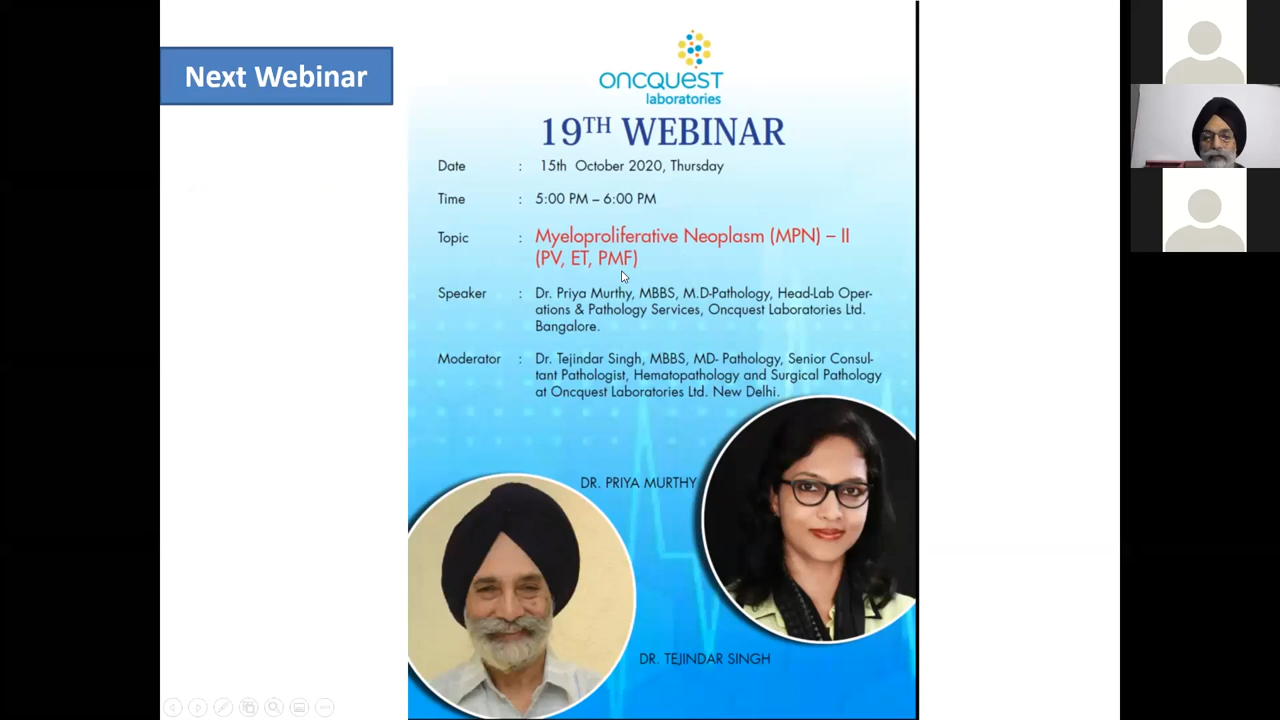 Next Webinar
oncquest
laboratories
19TH WEBINAR
Date : 15th October 2020, Thursday
Time : 5:00 PM – 6:00 PM
Topic : Myeloproliferative Neoplasm (MPN) – II
(PV, ET, PMF)
Speaker : Dr. Priya Murthy, MBBS, M.D-Pathology, Head-Lab Oper-
ations & Pathology Services, Oncquest Laboratories Ltd.
Bangalore.
Moderator : Dr. Tejindar Singh, MBBS, MD- Pathology, Senior Consul-
tant Pathologist, Hematopathology and Surgical Pathology
at Oncquest Laboratories Ltd. New Delhi.
DR. PRIYA MURTHY
DR. TEJINDAR SINGH